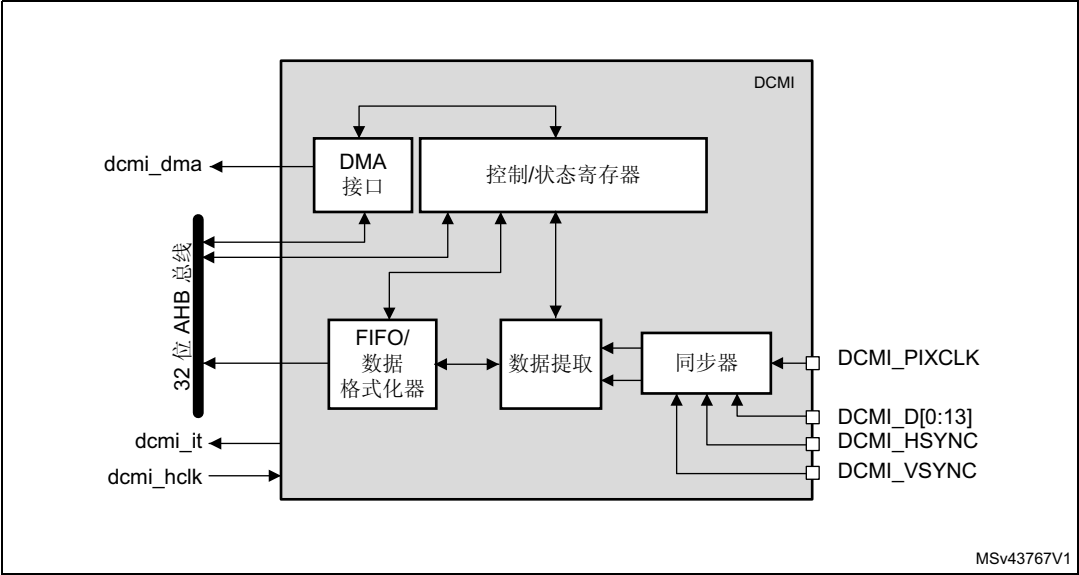 DCMI
dcmi_dma
DMA
接口
控制/状态寄存器
32 位 AHB 总线
FIFO/
数据
格式化器
数据提取
同步器
DCMI_PIXCLK
DCMI_D[0:13]
DCMI_HSYNC
DCMI_VSYNC
dcmi_it
dcmi_hclk
MSv43767V1